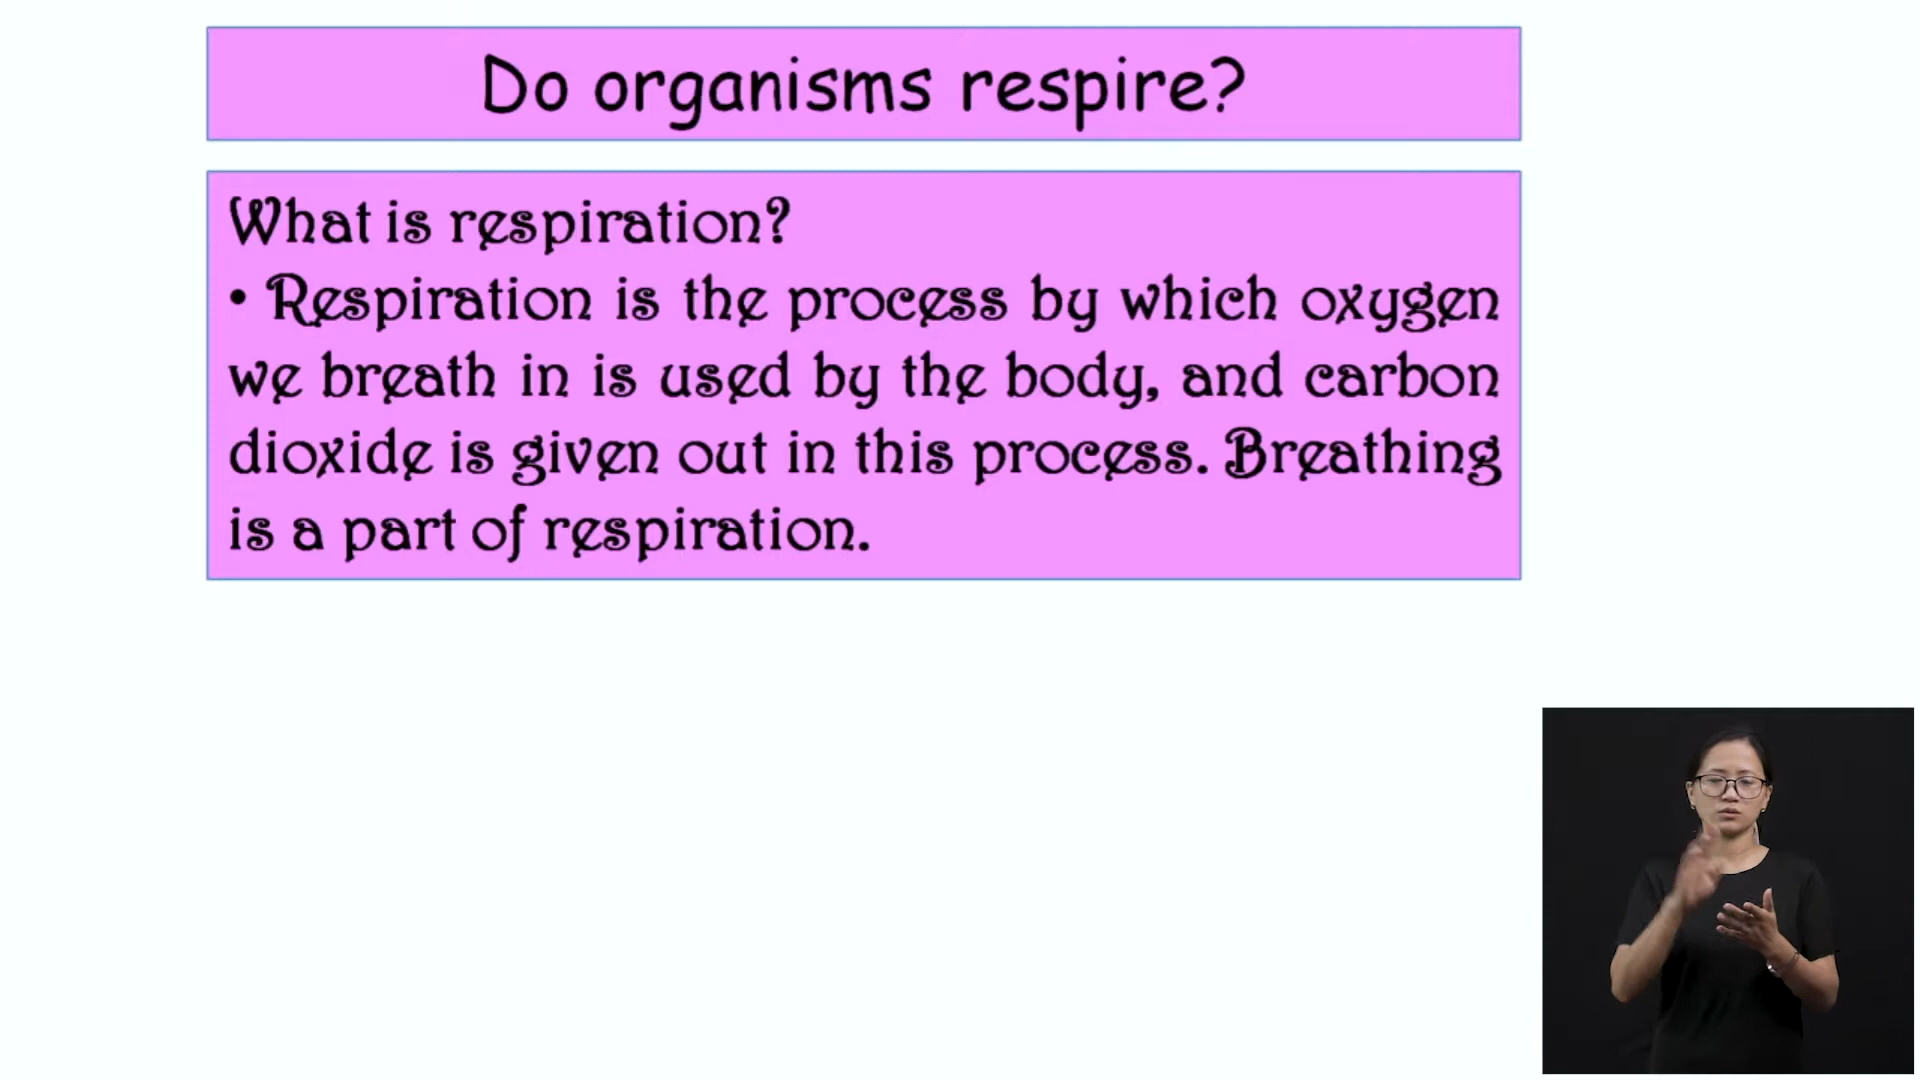 Do organisms respire?
What is respiration?
• Respiration is the process by which oxygen
we breath in is used by the body, and carbon
dioxide is given out in this process. Breathing
is a part of respiration.